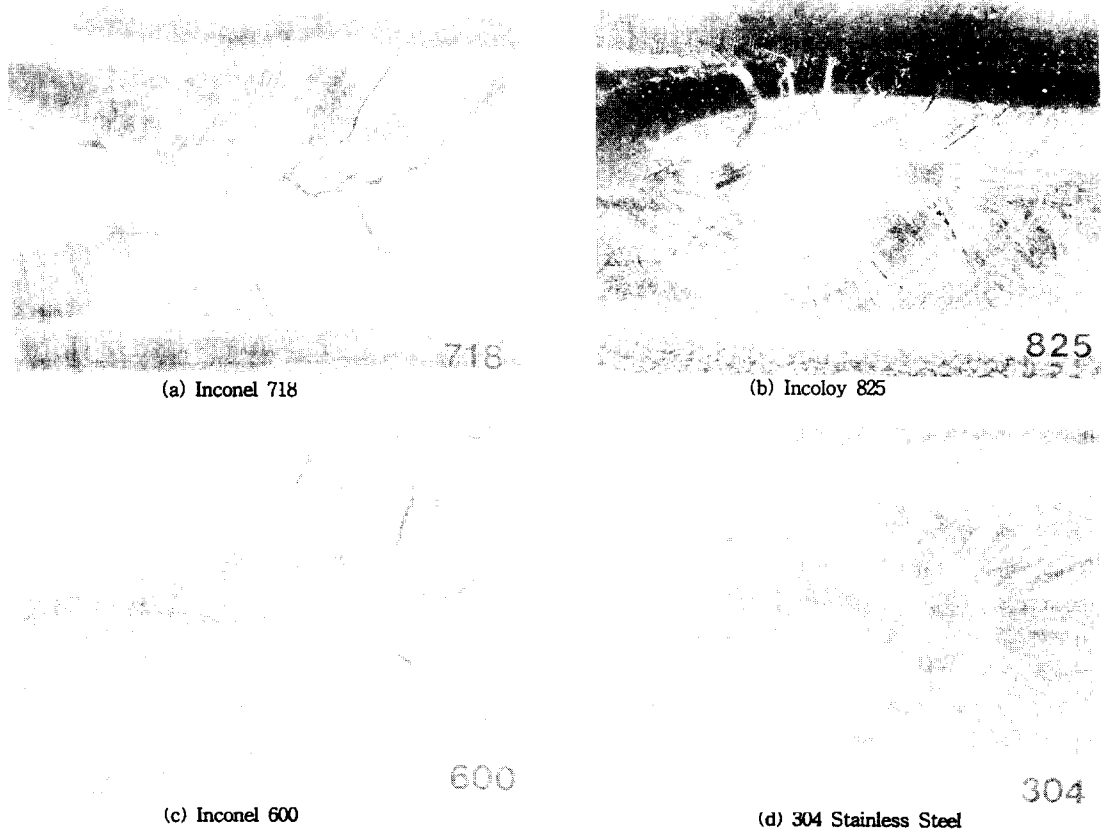 718
(a) Inconel 718
825
(b) Incoloy 825
600
(c) Inconel 600
304
(d) 304 Stainless Steel